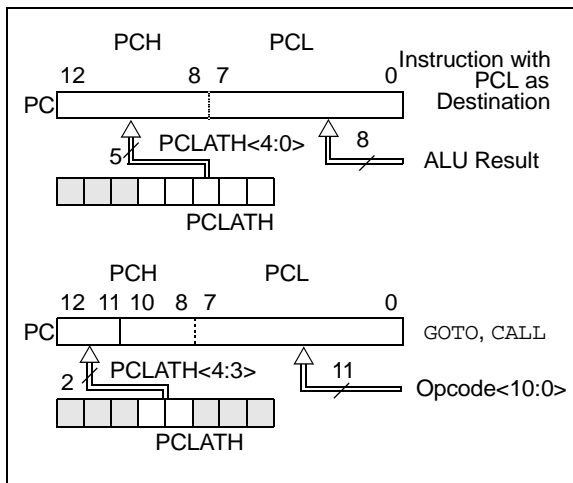 PCH PCL
12 8 7 0
Instruction with
PCL as
Destination
PC
5 PCLATH<4:0> 8
ALU Result
PCLATH
PCH PCL
12 11 10 8 7 0
PC GOTO, CALL
2 PCLATH<4:3> 11
Opcode<10:0>
PCLATH